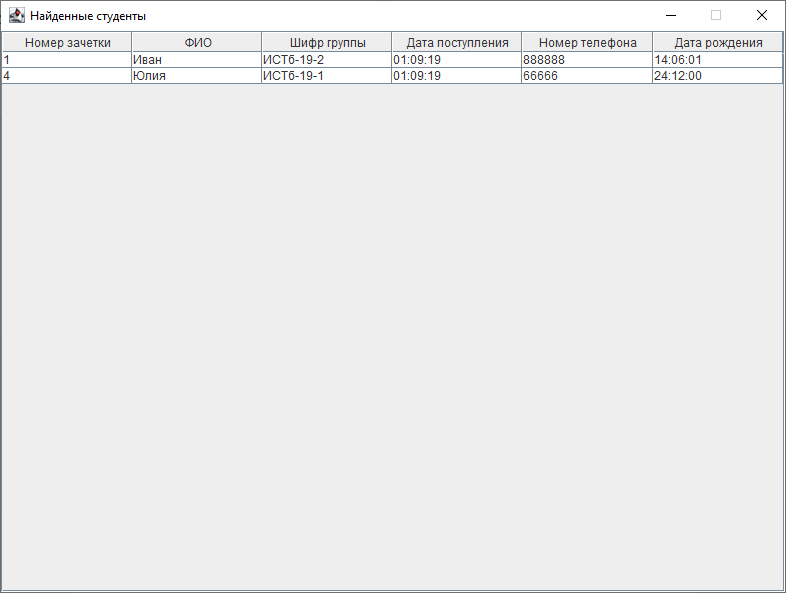 Найденные студенты
Номер зачетки ФИО Шифр группы Дата поступления Номер телефона Дата рождения
1 Иван ИСТб-19-2 01:09:19 888888 14:06:01
4 Юлия ИСТб-19-1 01:09:19 66666 24:12:00